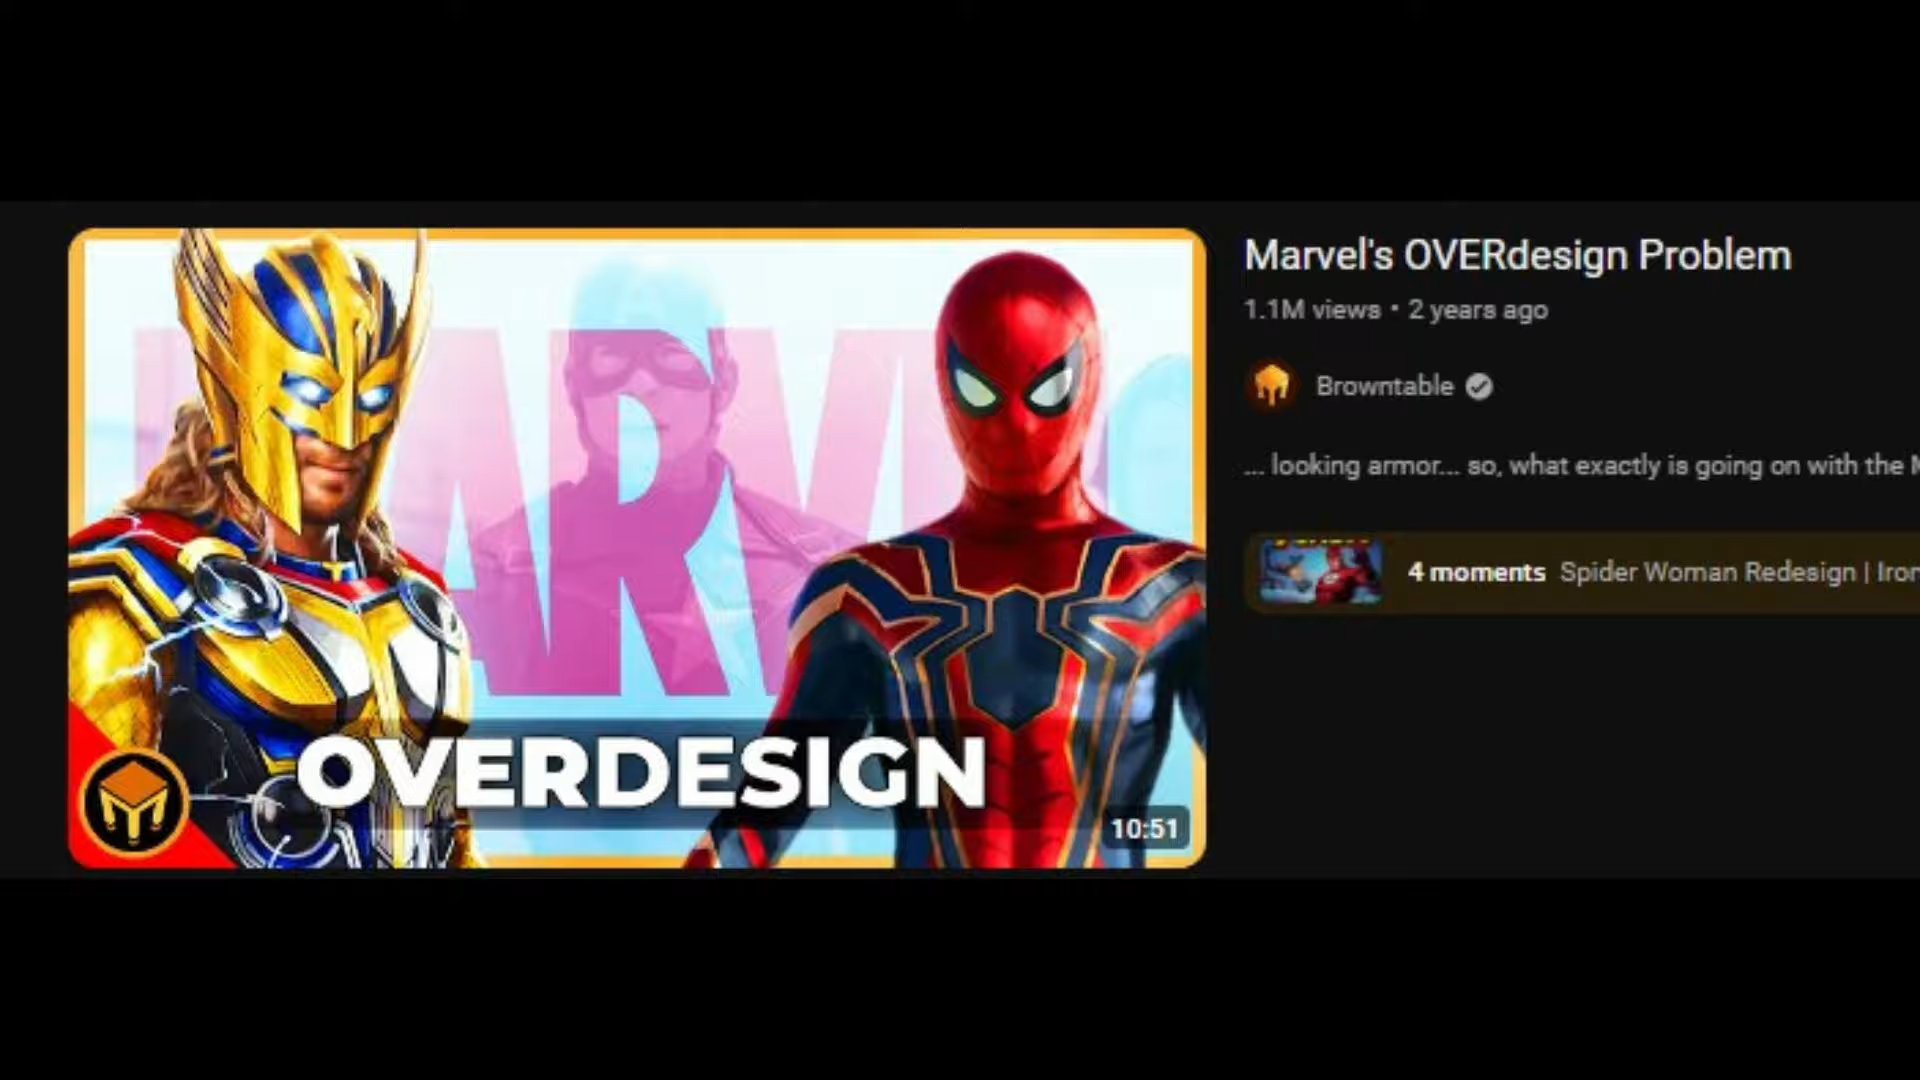 MARVEL
OVERDESIGN
10:51
Marvel's OVERdesign Problem
1.1M views • 2 years ago
Browntable
... looking armor... so, what exactly is going on with the
4 moments Spider Woman Redesign | Iron